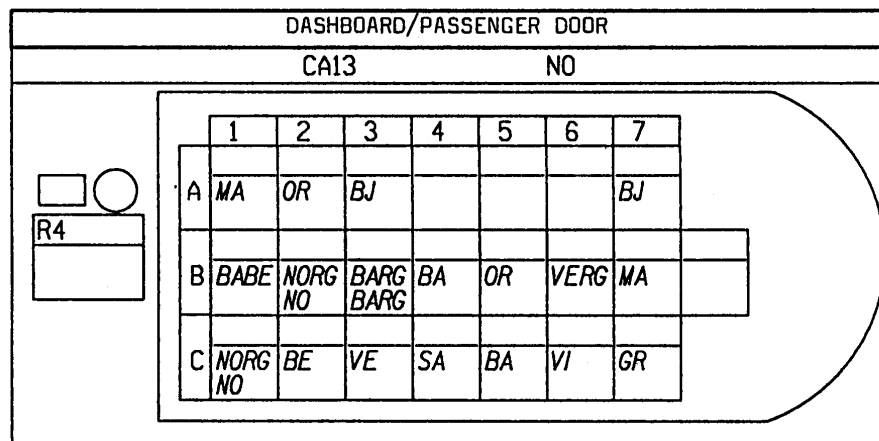 DASHBOARD/PASSENGER DOOR
CA13 NO
1 2 3 4 5 6 7
A MA OR BJ BJ
R4
B BABE NORG BARG BA OR VERG MA
NO BARG
C NORG BE VE SA BA VI GR
NO